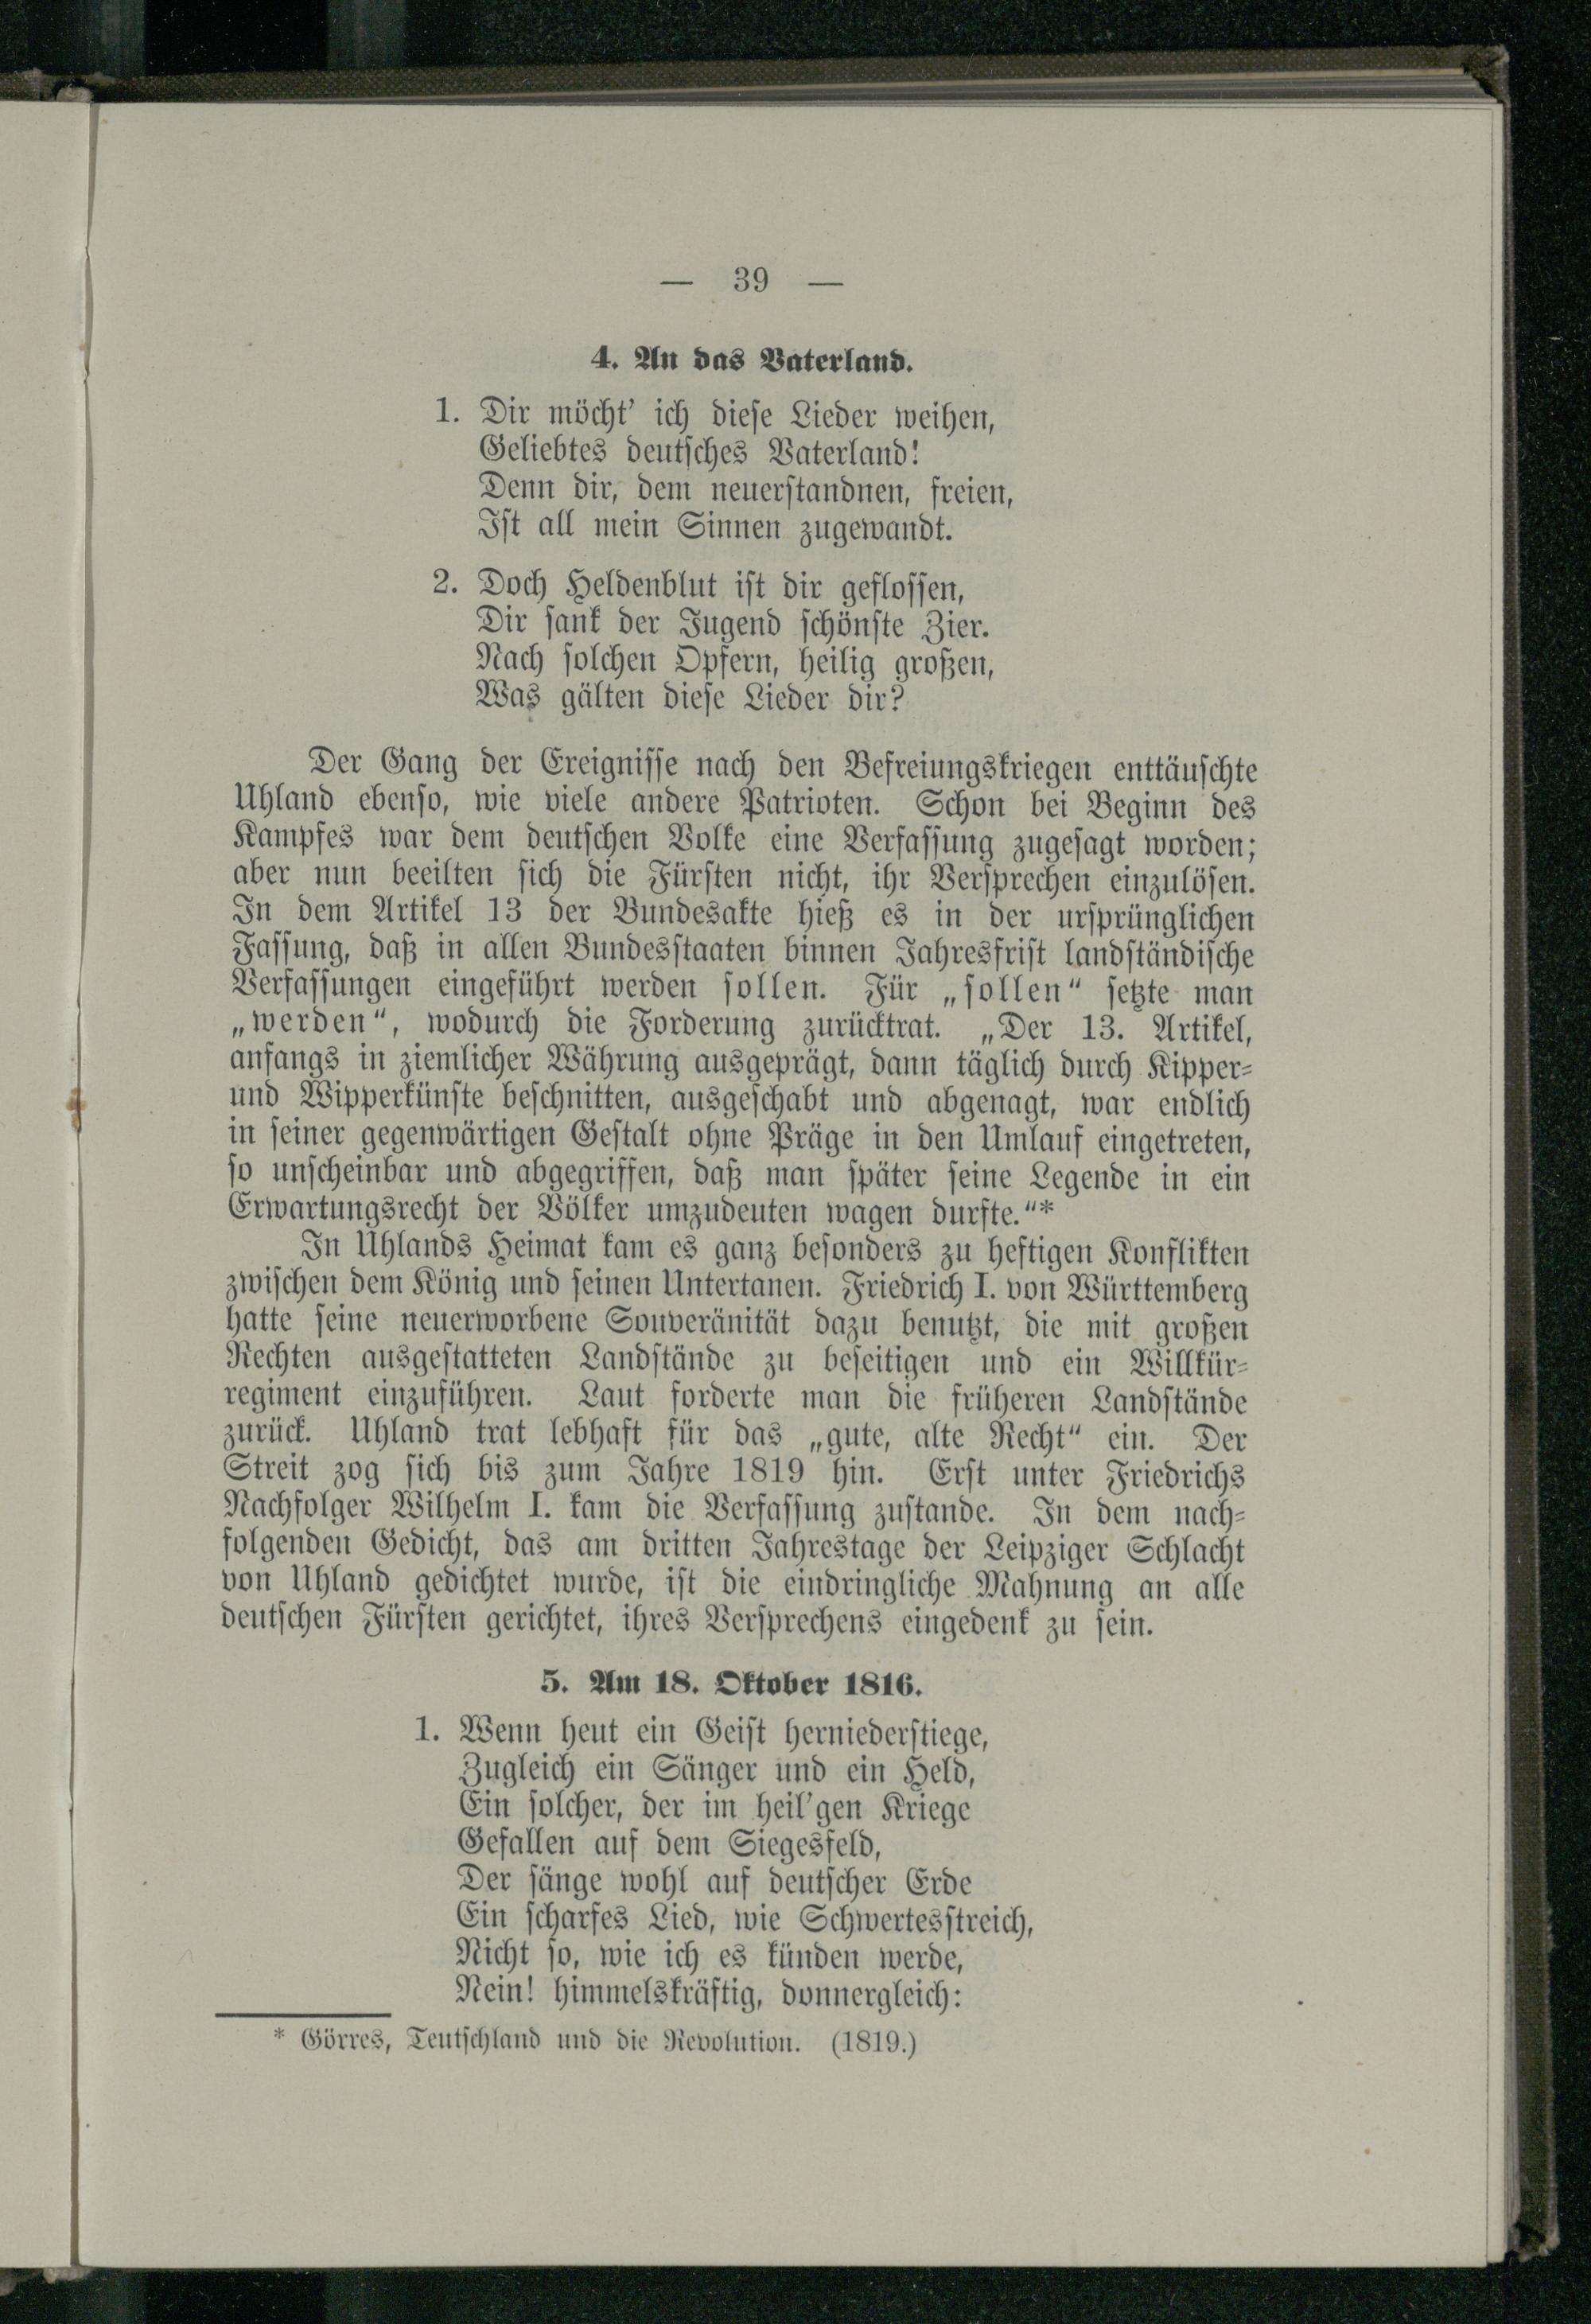 — 39 —
4. An das Vaterland.
1. Dir möcht' ich diese Lieder weihen,
Geliebtes deutsches Vaterland!
Denn dir, dem neuerstandnen, freien,
Ist all mein Sinnen zugewandt.
2. Doch Heldenblut ist dir geflossen,
Dir sank der Jugend schönste Zier.
Nach solchen Opfern, heilig großen,
Was gälten diese Lieder dir?
Der Gang der Ereignisse nach den Befreiungskriegen enttäuschte
Uhland ebenso, wie viele andere Patrioten. Schon bei Beginn des
Kampfes war dem deutschen Volke eine Verfassung zugesagt worden;
aber nun beeilten sich die Fürsten nicht, ihr Versprechen einzulösen.
In dem Artikel 13 der Bundesakte hieß es in der ursprünglichen
Fassung, daß in allen Bundesstaaten binnen Jahresfrist landständische
Verfassungen eingeführt werden sollen. Für „sollen“ setzte man
„werden“, wodurch die Forderung zurücktrat. „Der 13. Artikel,
anfangs in ziemlicher Währung ausgeprägt, dann täglich durch Kipper-
und Wipperkünste beschnitten, ausgeschabt und abgenagt, war endlich
in seiner gegenwärtigen Gestalt ohne Präge in den Umlauf eingetreten,
so unscheinbar und abgegriffen, daß man später seine Legende in ein
Erwartungsrecht der Völker umzudeuten wagen durfte.“*
In Uhlands Heimat kam es ganz besonders zu heftigen Konflikten
zwischen dem König und seinen Untertanen. Friedrich I. von Württemberg
hatte seine neuerworbene Souveränität dazu benutzt, die mit großen
Rechten ausgestatteten Landstände zu beseitigen und ein Willkür-
regiment einzuführen. Laut forderte man die früheren Landstände
zurück. Uhland trat lebhaft für das „gute, alte Recht“ ein. Der
Streit zog sich bis zum Jahre 1819 hin. Erst unter Friedrichs
Nachfolger Wilhelm I. kam die Verfassung zustande. In dem nach-
folgenden Gedicht, das am dritten Jahrestage der Leipziger Schlacht
von Uhland gedichtet wurde, ist die eindringliche Mahnung an alle
deutschen Fürsten gerichtet, ihres Versprechens eingedenk zu sein.
5. Am 18. Oktober 1816.
1. Wenn heut ein Geist herniederstiege,
Zugleich ein Sänger und ein Held,
Ein solcher, der im heil'gen Kriege
Gefallen auf dem Siegesfeld,
Der sänge wohl auf deutscher Erde
Ein scharfes Lied, wie Schwertesstreich,
Nicht so, wie ich es künden werde,
Nein! himmelskräftig, donnergleich:
* Görres, Teutschland und die Revolution. (1819.)